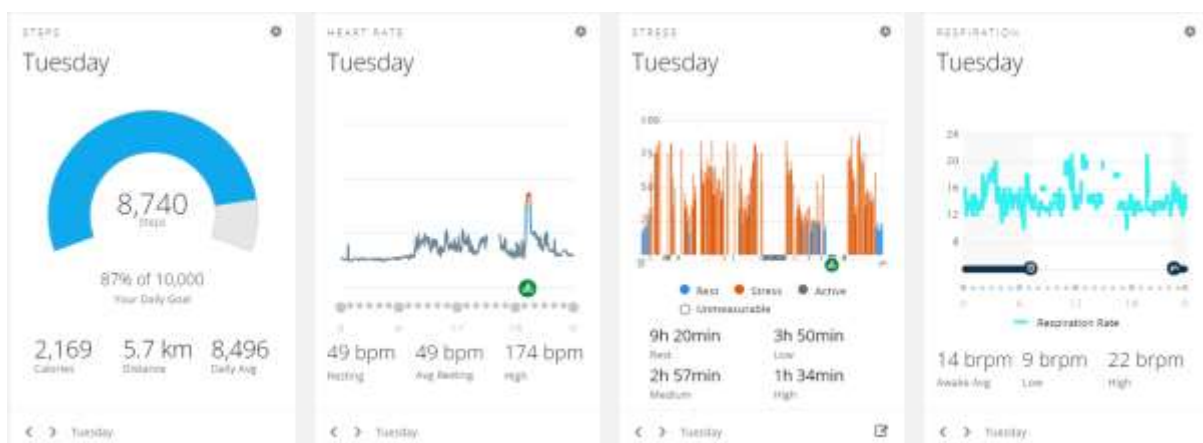 STEPS
Tuesday
8,740
Steps
87% of 10,000
Your Daily Goal
2,169 5.7 km 8,496
Calories Distance Daily Avg
Tuesday
HEART RATE
Tuesday
49 bpm 49 bpm 174 bpm
Resting Avg Resting High
Tuesday
STRESS
Tuesday
100
75
50
Rest Stress Active
Unmeasurable
9h 20min 3h 50min
Rest Low
2h 57min 1h 34min
Medium High
Tuesday
RESPIRATION
Tuesday
24
20
16
12
8
Respiration Rate
14 brpm 9 brpm 22 brpm
Awake Avg Low High
Tuesday